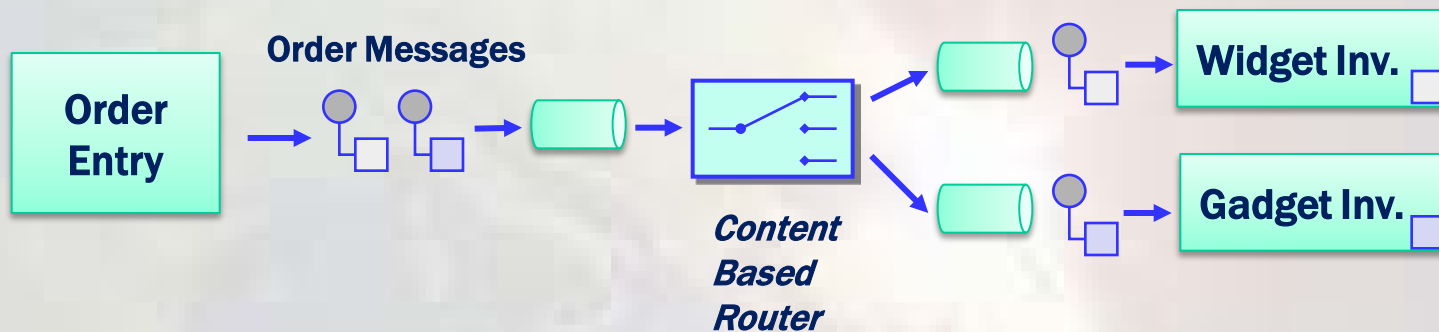 Order Messages
Order
Entry
Content
Based
Router
Widget Inv.
Gadget Inv.